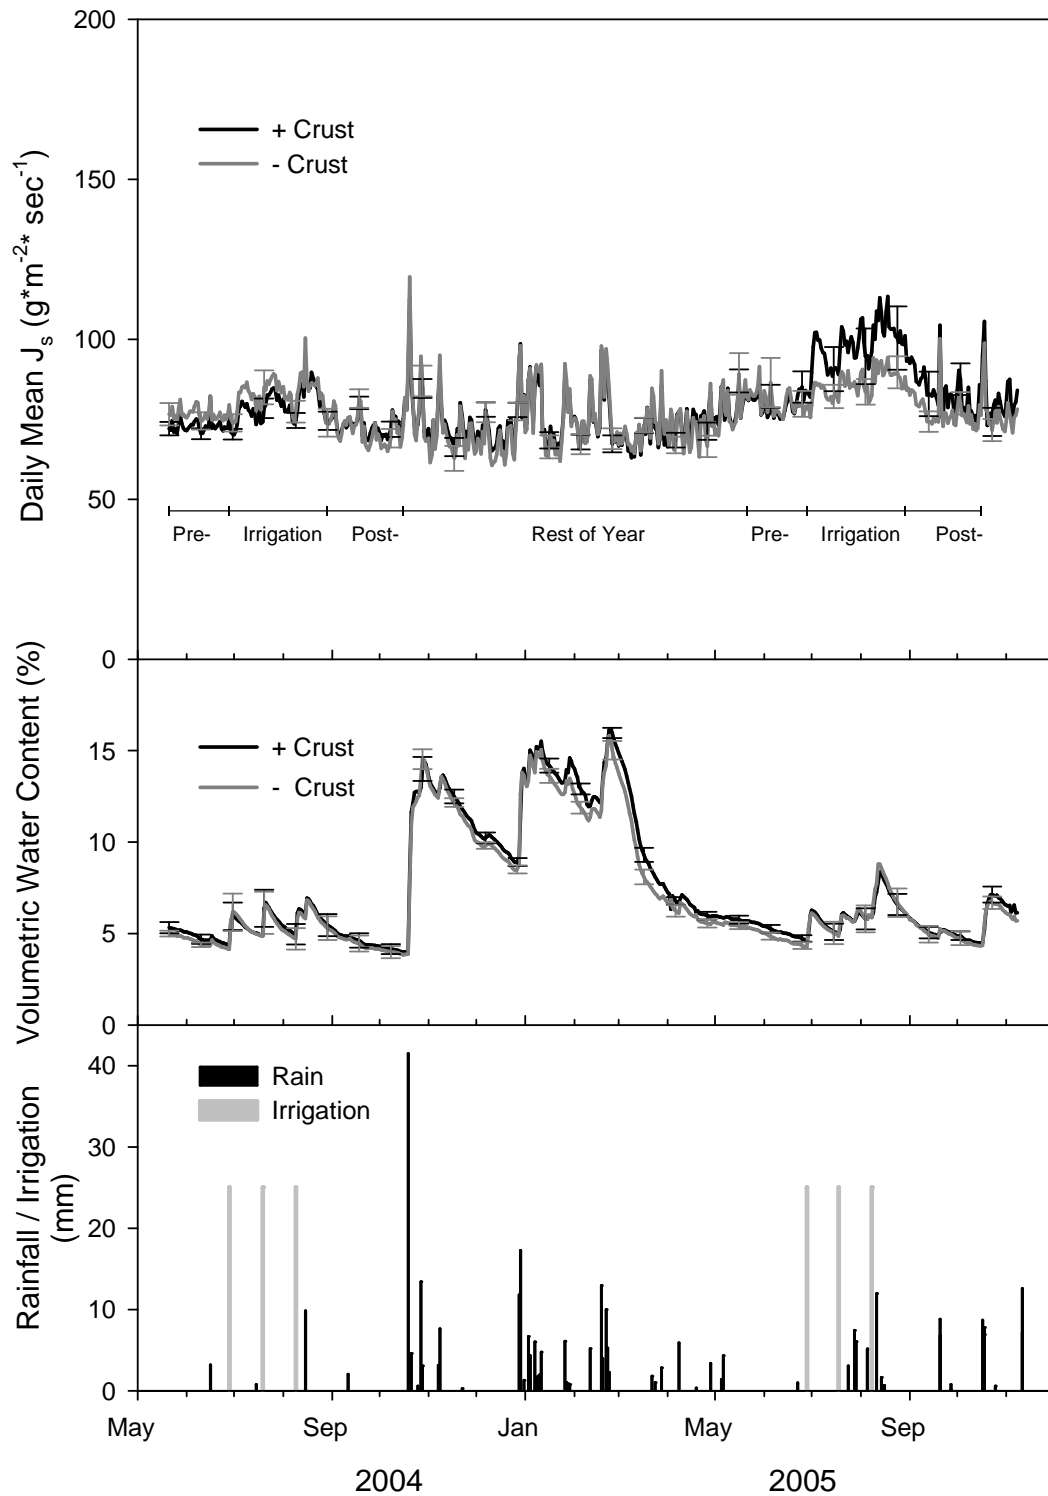 200
150
100
50
0
Daily Mean Js (g*m-2* sec-1)
+ Crust
- Crust
Pre- Irrigation Post- Rest of Year Pre- Irrigation Post-
15
10
5
0
Volumetric Water Content (%)
+ Crust
- Crust
40
30
20
10
0
Rainfall / Irrigation
(mm)
Rain
Irrigation
May Sep Jan May Sep
2004 2005